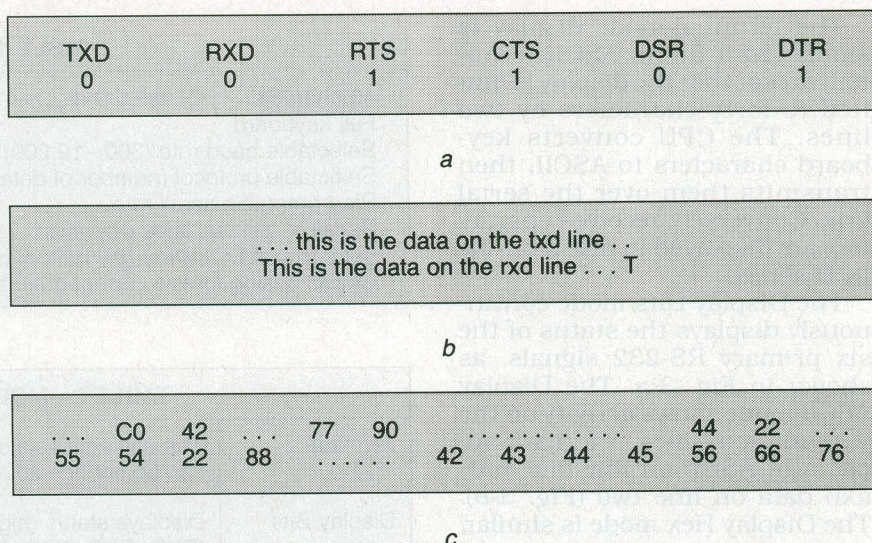 TXD RXD RTS CTS DSR DTR
0 0 1 1 0 1
a
. . . this is the data on the txd line . .
This is the data on the rxd line . . . T
b
. . . C0 42 . . . 77 90 . . . . . . . . . . . . . 44 22 . . .
55 54 22 88 . . . . . . 42 43 44 45 56 66 76
c